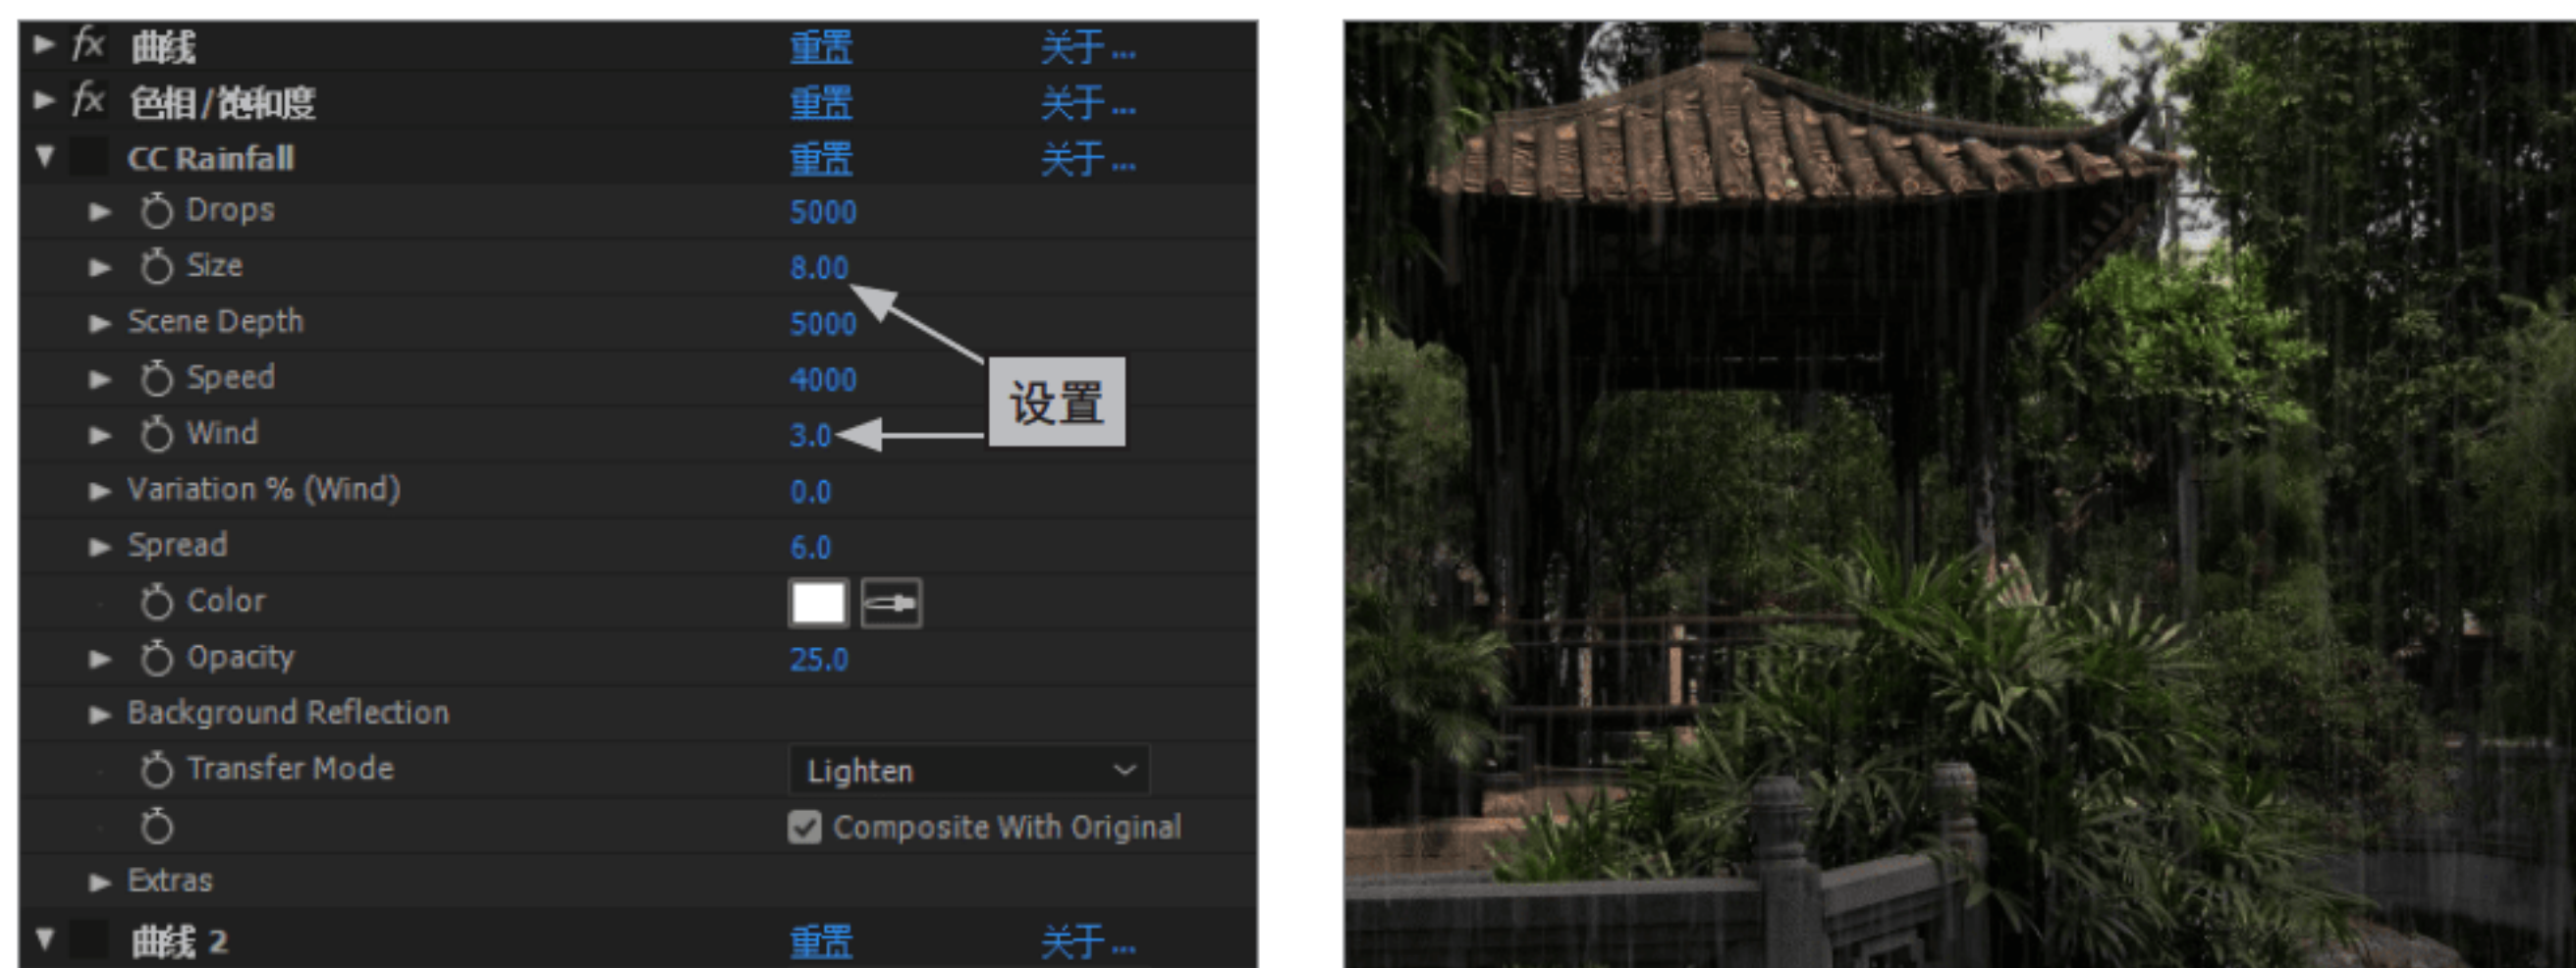 fx 曲线 重置 关于...
fx 色相/饱和度 重置 关于...
CC Rainfall 重置 关于...
Drops 5000
Size 8.00
Scene Depth 5000
Speed 4000
设置
Wind 3.0
Variation % (Wind) 0.0
Spread 6.0
Color
Opacity 25.0
Background Reflection
Transfer Mode Lighten
Composite With Original
Extras
曲线 2 重置 关于...